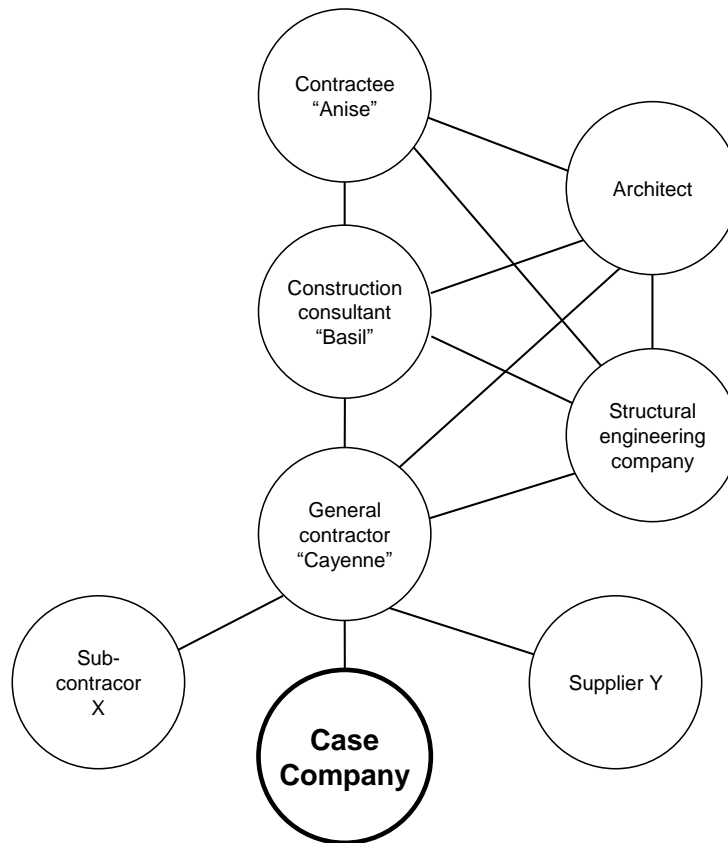 Contractee
“Anise”
Architect
Construction
consultant
“Basil”
Structural
engineering
company
General
contractor
“Cayenne”
Sub-
contracor
X
Supplier Y
Case
Company